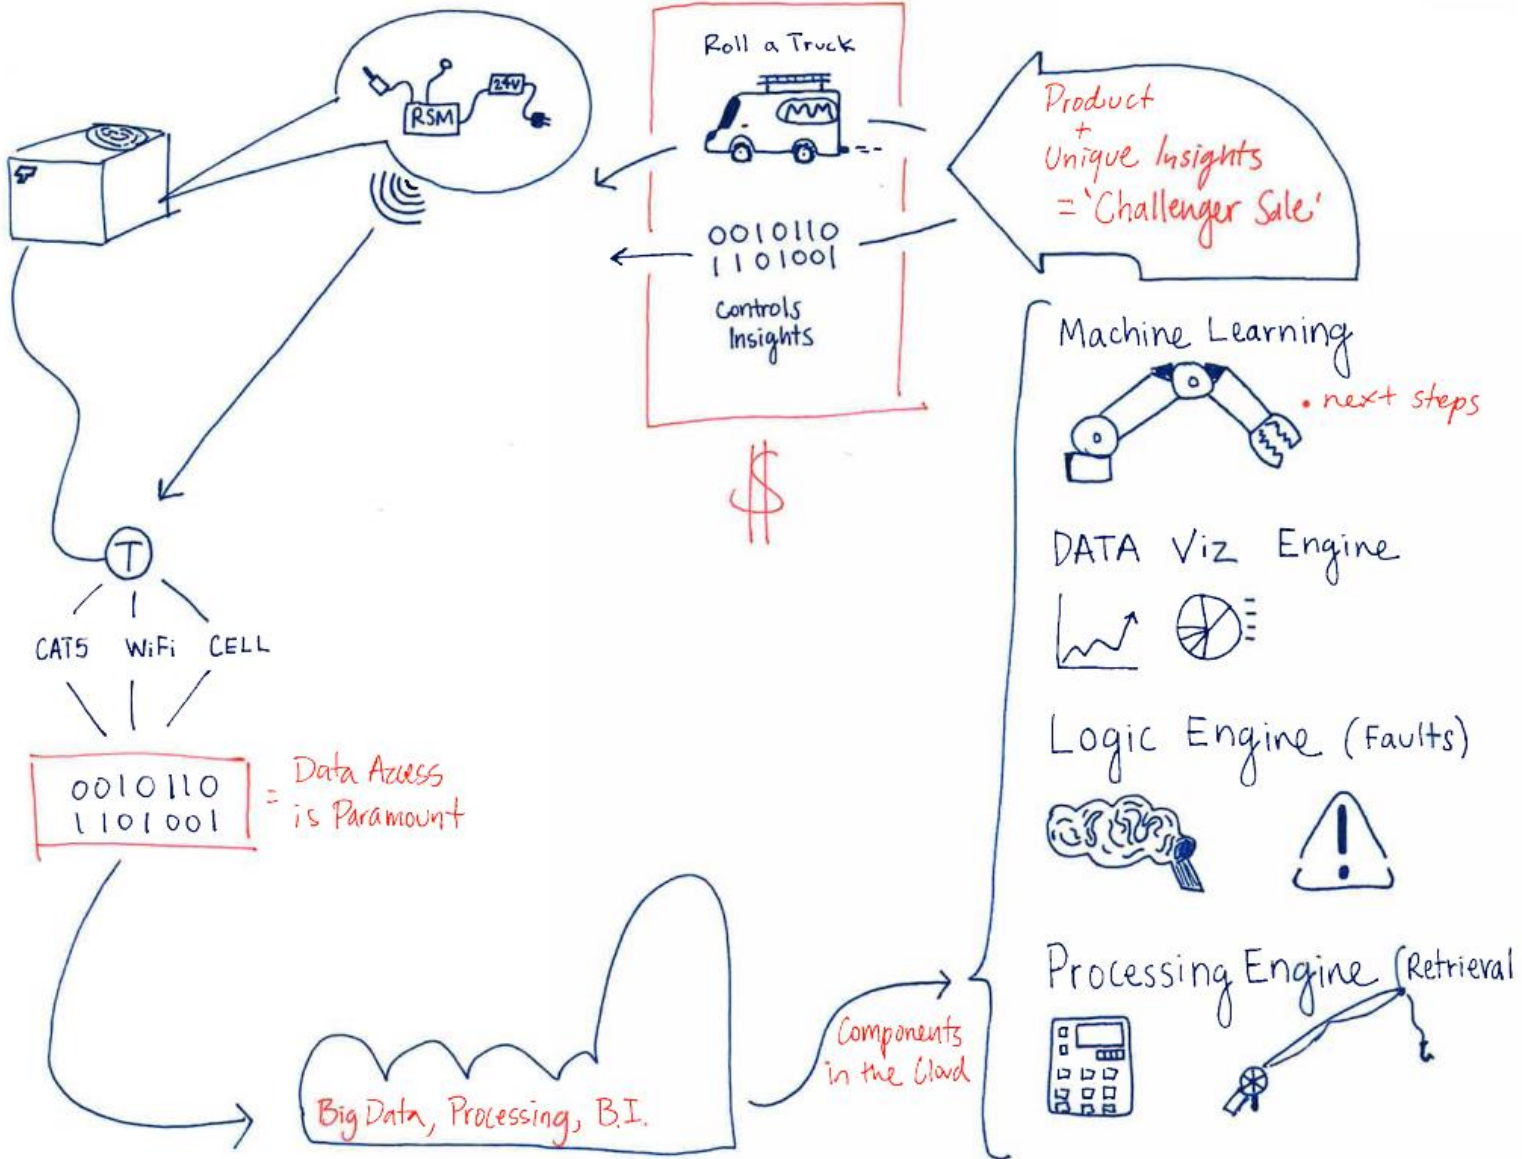 Roll a Truck
24V
RSM
MM
Product
+
Unique Insights
= 'Challenger Sale'
0010110
1101001
Controls
Insights
$
Machine Learning
• next steps
T
CAT5 WiFi CELL
DATA Viz Engine
0010110
1101001
= Data Access
is Paramount
Logic Engine (Faults)
Processing Engine (Retrieval
Components
in the Cloud
Big Data, Processing, B.I.